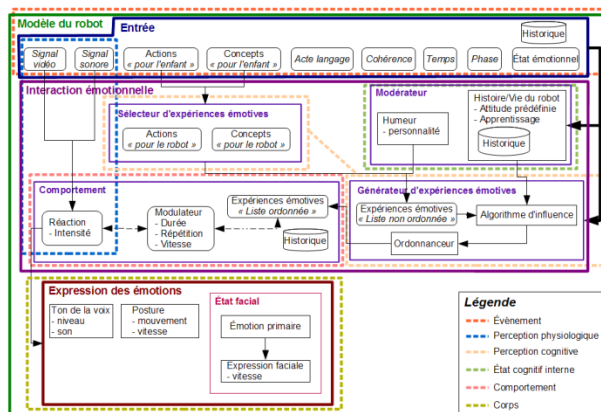 Modèle du robot
Entrée
Historique
Signal
vidéo
Signal
sonore
Actions
« pour l'enfant »
Concepts
« pour l'enfant »
Acte langage
Cohérence
Temps
Phase
État émotionnel
Interaction émotionnelle
Sélecteur d'expériences émotives
Actions
« pour le robot »
Concepts
« pour le robot »
Modérateur
Humeur
- personnalité
Histoire/Vie du robot
- Attitude prédéfinie
- Apprentissage
Historique
Comportement
Réaction
- Intensité
Modulateur
- Durée
- Répétition
- Vitesse
Expériences émotives
« Liste ordonnée »
Historique
Générateur d'expériences émotives
Expériences émotives
« Liste non ordonnée »
Algorithme d'influence
Ordonnanceur
Expression des émotions
Ton de la voix
- niveau
- son
Posture
- mouvement
- vitesse
État facial
Émotion primaire
Expression faciale
- vitesse
Légende
Évènement
Perception physiologique
Perception cognitive
État cognitif interne
Comportement
Corps